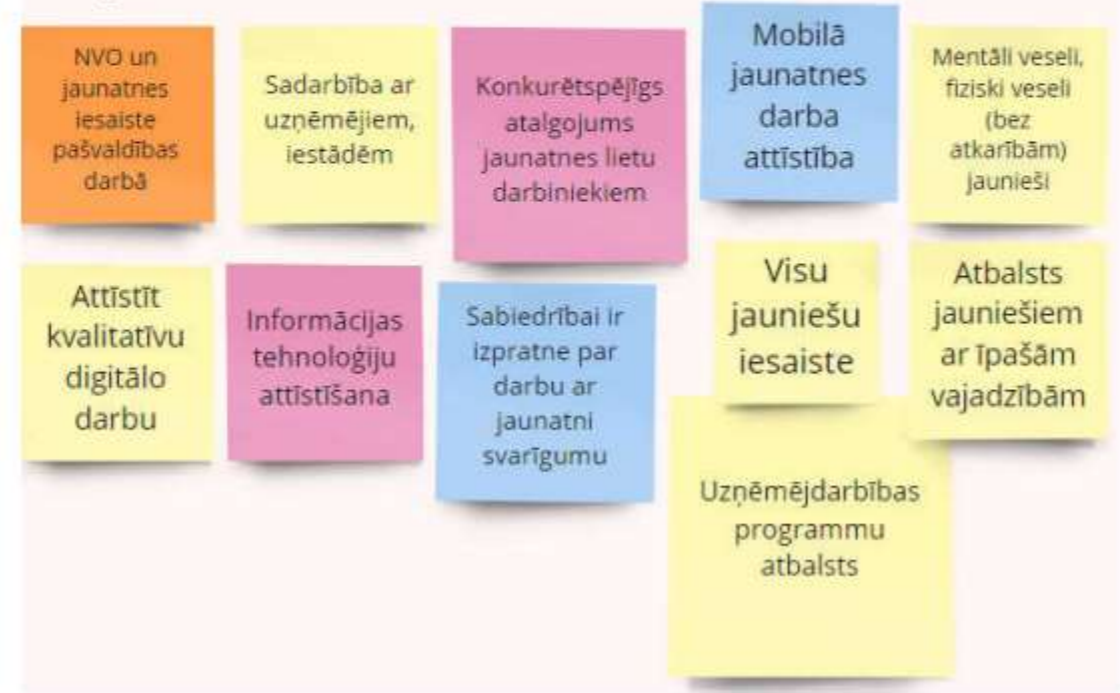 NVO un
jaunatnes
iesaiste
pašvaldības
darbā
Sadarbība ar
uzņēmējiem,
iestādēm
Konkurētspējīgs
atalgojums
jaunatnes lietu
darbiniekiem
Mobilā
jaunatnes
darba
attīstība
Mentāli veseli,
fiziski veseli
(bez
atkarībām)
jaunieši
Attīstīt
kvalitatīvu
digitālo
darbu
Informācijas
tehnoloģiju
attīstīšana
Sabiedrībai ir
izpratne par
darbu ar
jaunatni
svarīgumu
Visu
jauniešu
iesaiste
Atbalsts
jauniešiem
ar īpašām
vajadzībām
Uzņēmējdarbības
programmu
atbalsts